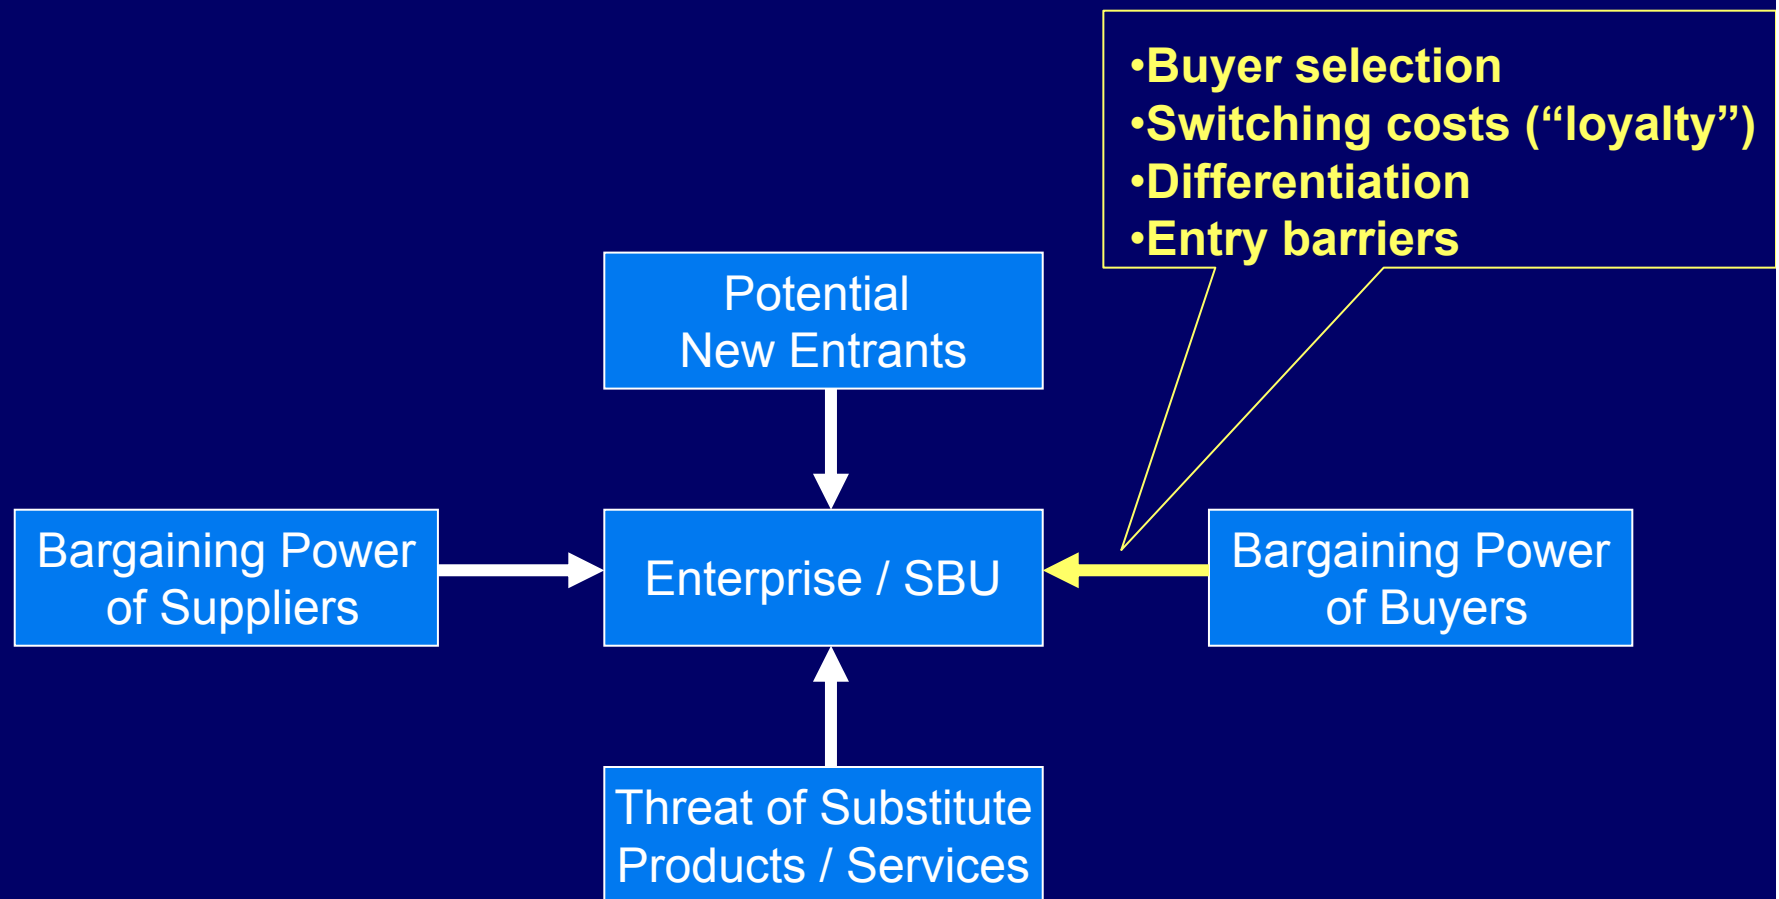 •Buyer selection
•Switching costs (“loyalty”)
•Differentiation
•Entry barriers
Potential
New Entrants
Bargaining Power
of Suppliers
Enterprise / SBU
Bargaining Power
of Buyers
Threat of Substitute
Products / Services